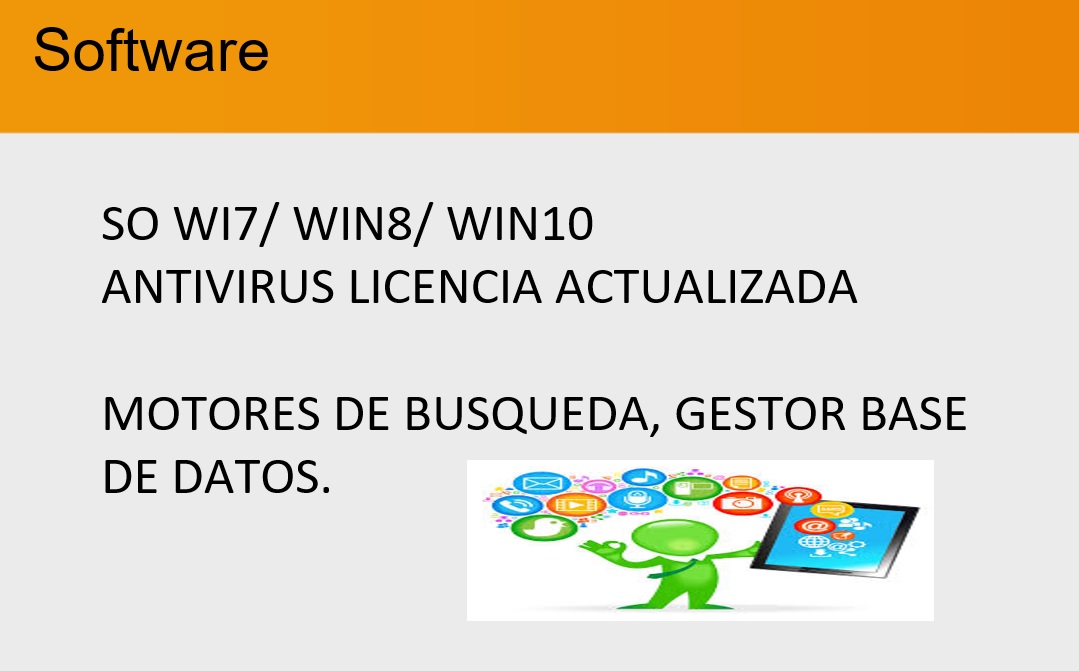 Software
SO WI7/ WIN8/ WIN10
ANTIVIRUS LICENCIA ACTUALIZADA
MOTORES DE BUSQUEDA, GESTOR BASE
DE DATOS.